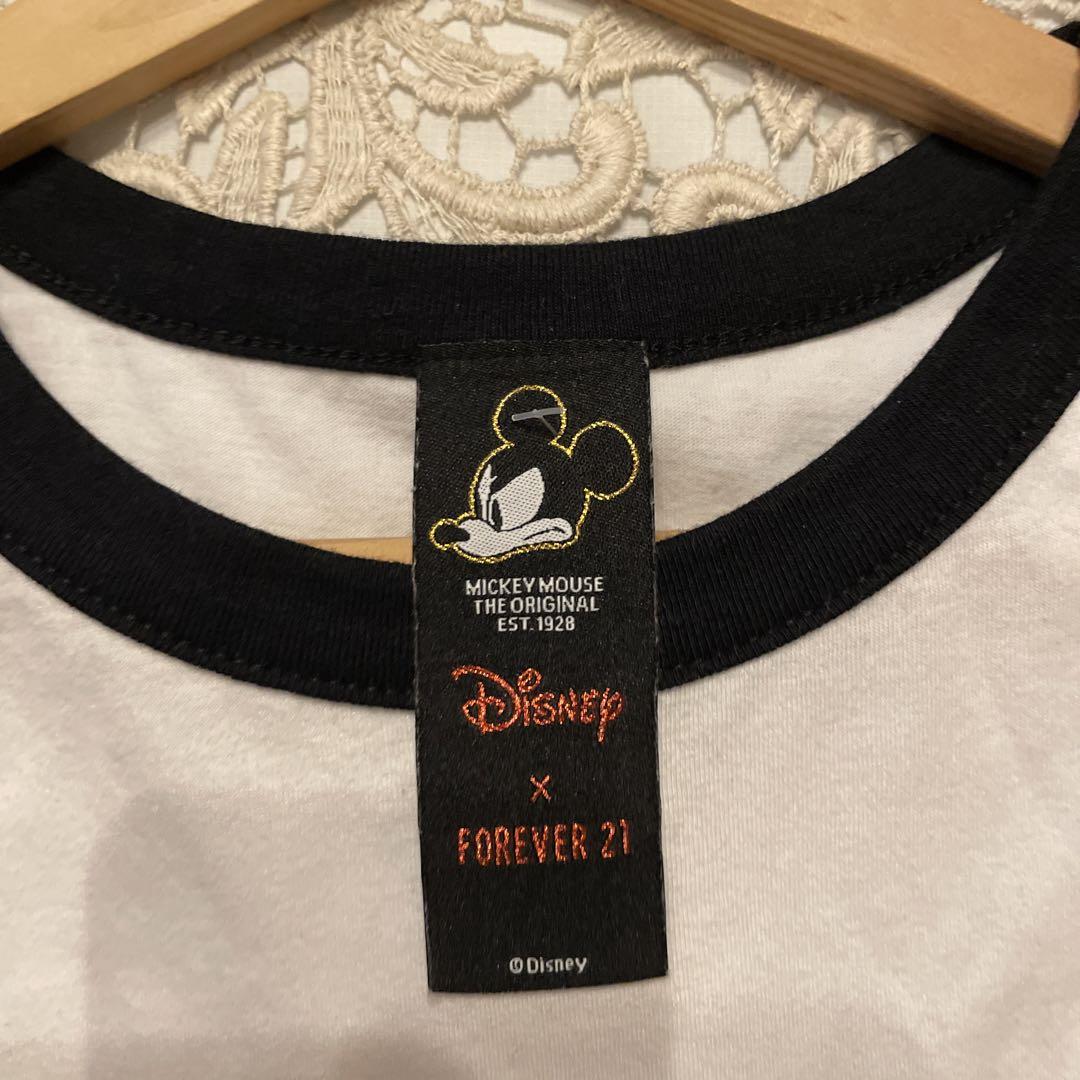 MICKEY MOUSE
THE ORIGINAL
EST. 1928
Disney
X
FOREVER 21
©Disney